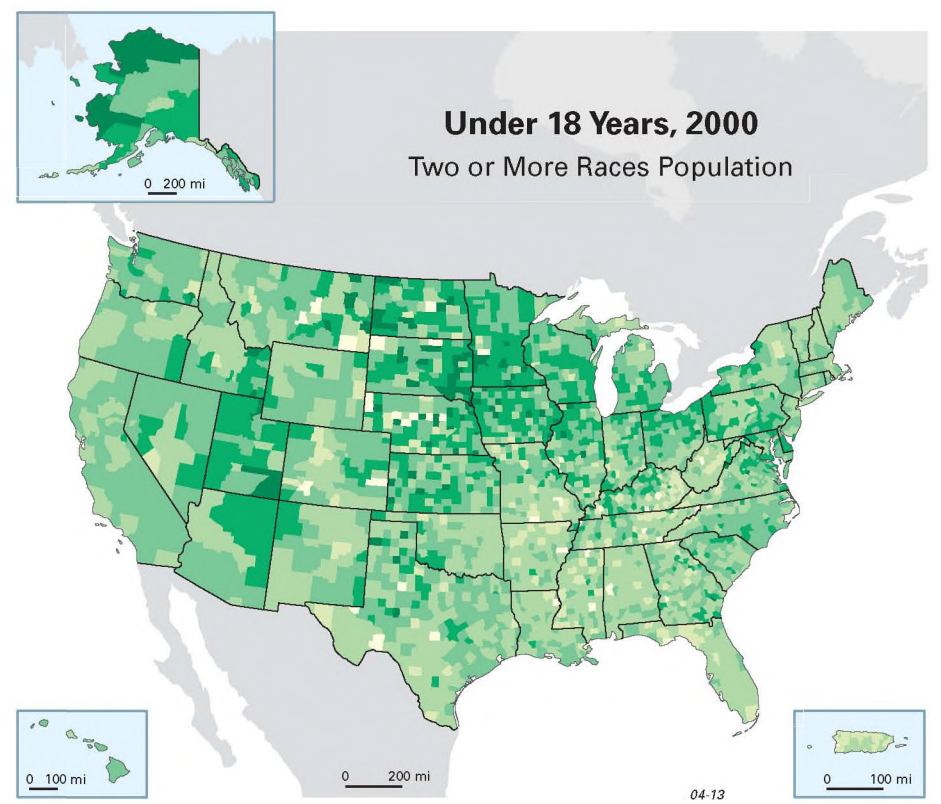 Under 18 Years, 2000
Two or More Races Population
0 200 mi
0 100 mi
0 200 mi
0 100 mi
04-13